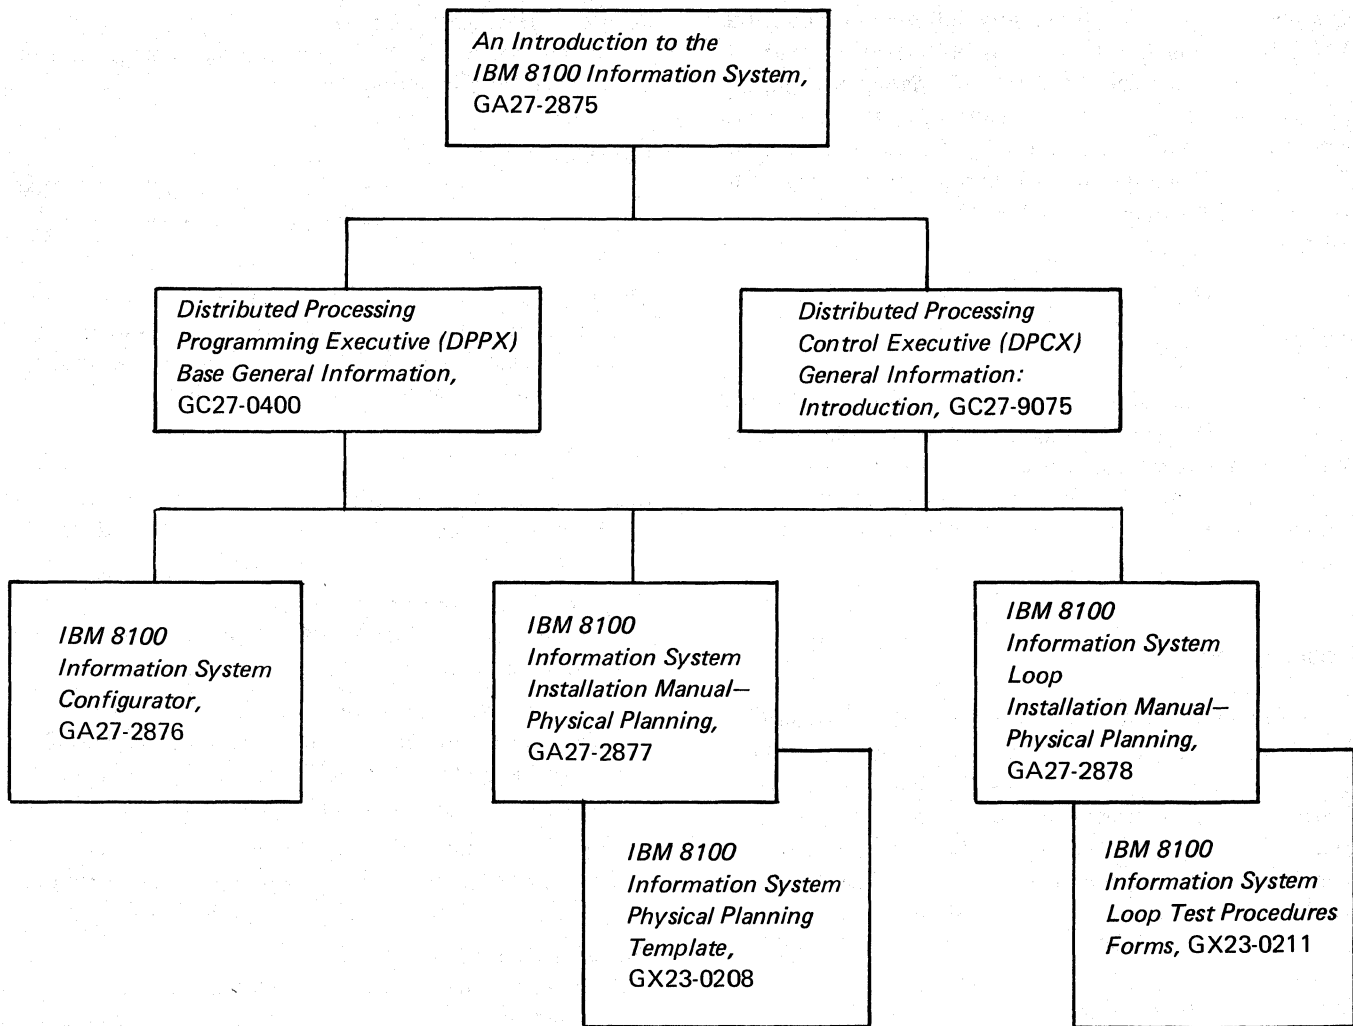 An Introduction to the
IBM 8100 Information System,
GA27-2875
Distributed Processing
Programming Executive (DPPX)
Base General Information,
GC27-0400
Distributed Processing
Control Executive (DPCX)
General Information:
Introduction, GC27-9075
IBM 8100
Information System
Configurator,
GA27-2876
IBM 8100
Information System
Installation Manual—
Physical Planning,
GA27-2877
IBM 8100
Information System
Loop
Installation Manual—
Physical Planning,
GA27-2878
IBM 8100
Information System
Physical Planning
Template,
GX23-0208
IBM 8100
Information System
Loop Test Procedures
Forms, GX23-0211